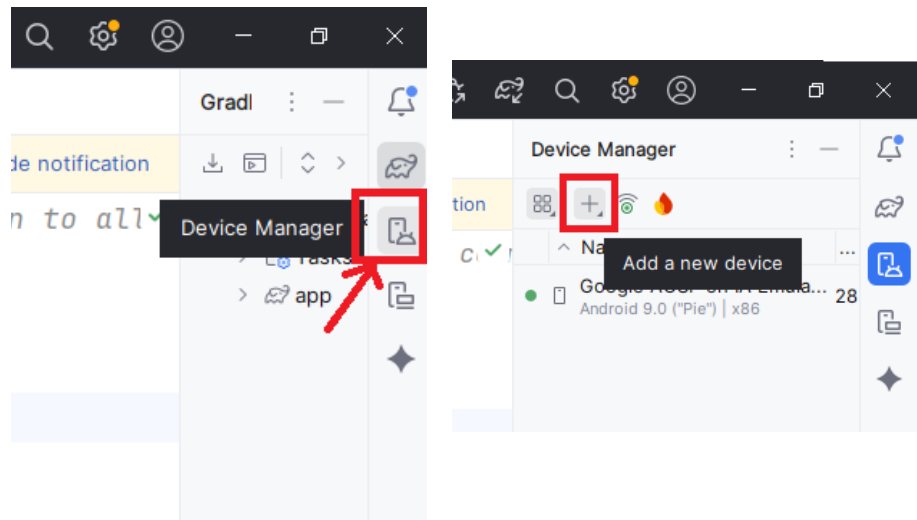 Gradl
de notification
n to all
Device Manager
Tasks
app
Device Manager
tion
Na
...
Add a new device
28
Android 9.0 ("Pie") | x86